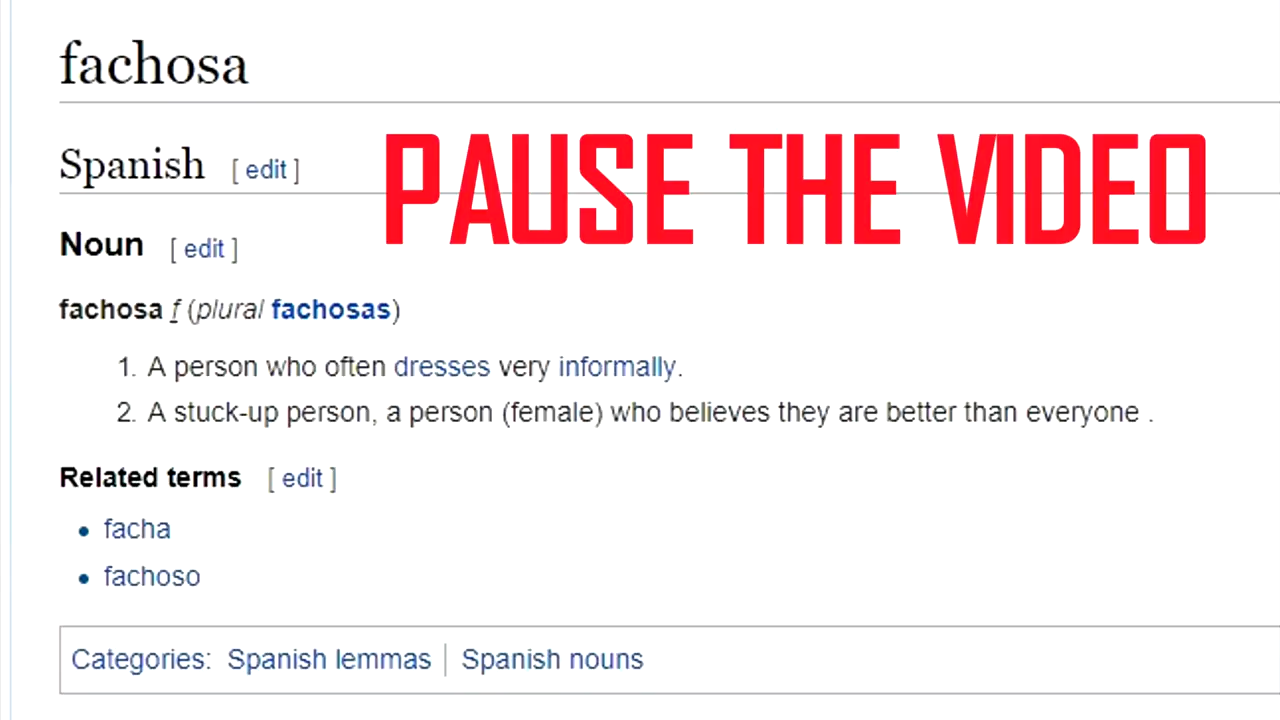 fachosa
Spanish [ edit ]
PAUSE THE VIDEO
Noun [ edit ]
fachosa f (plural fachosas)
1. A person who often dresses very informally.
2. A stuck-up person, a person (female) who believes they are better than everyone .
Related terms [ edit ]
• facha
• fachoso
Categories: Spanish lemmas | Spanish nouns